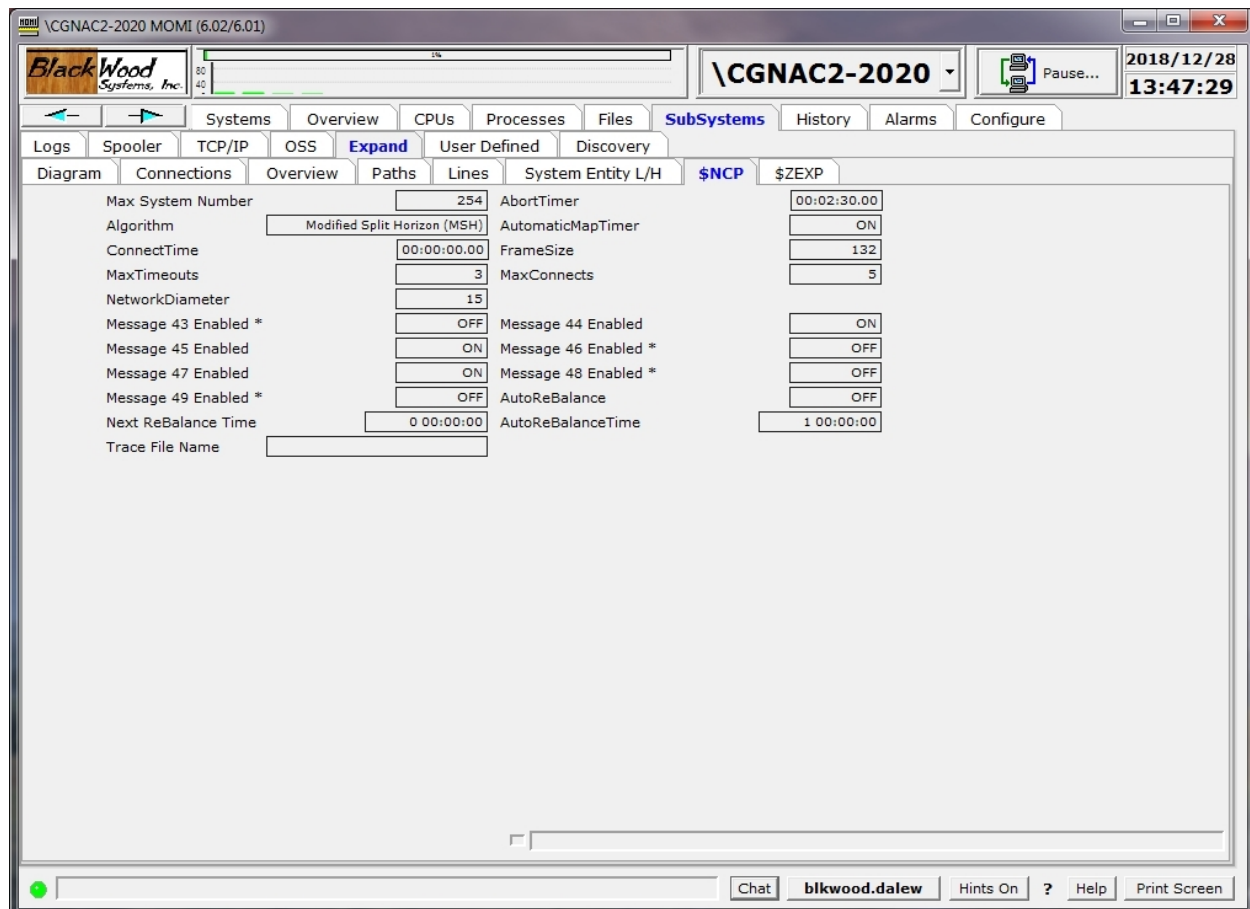 MOMI \CGNAC2-2020 MOMI (6.02/6.01)
BlackWood Systems, Inc.
1%
80
40
\CGNAC2-2020
Pause...
2018/12/28
13:47:29
Systems Overview CPUs Processes Files SubSystems History Alarms Configure
Logs Spooler TCP/IP OSS Expand User Defined Discovery
Diagram Connections Overview Paths Lines System Entity L/H $NCP $ZEXP
Max System Number 254 AbortTimer 00:02:30.00
Algorithm Modified Split Horizon (MSH) AutomaticMapTimer ON
ConnectTime 00:00:00.00 FrameSize 132
MaxTimeouts 3 MaxConnects 5
NetworkDiameter 15
Message 43 Enabled * OFF Message 44 Enabled ON
Message 45 Enabled ON Message 46 Enabled * OFF
Message 47 Enabled ON Message 48 Enabled * OFF
Message 49 Enabled * OFF AutoReBalance OFF
Next ReBalance Time 0 00:00:00 AutoReBalanceTime 1 00:00:00
Trace File Name
Chat blkwood.dalew Hints On ? Help Print Screen